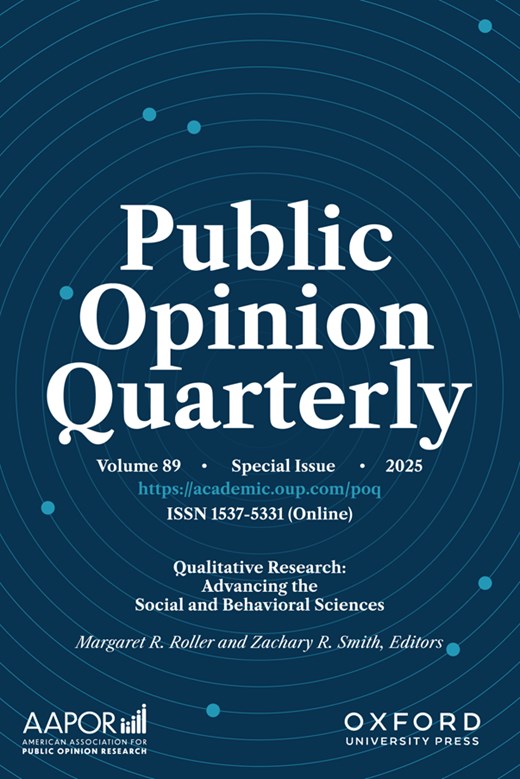 Public
Opinion
Quarterly
Volume 89 • Special Issue • 2025
https://academic.oup.com/poq
ISSN 1537-5331 (Online)
Qualitative Research:
Advancing the
Social and Behavioral Sciences
Margaret R. Roller and Zachary R. Smith, Editors
AAPOR
AMERICAN ASSOCIATION FOR
PUBLIC OPINION RESEARCH
OXFORD
UNIVERSITY PRESS